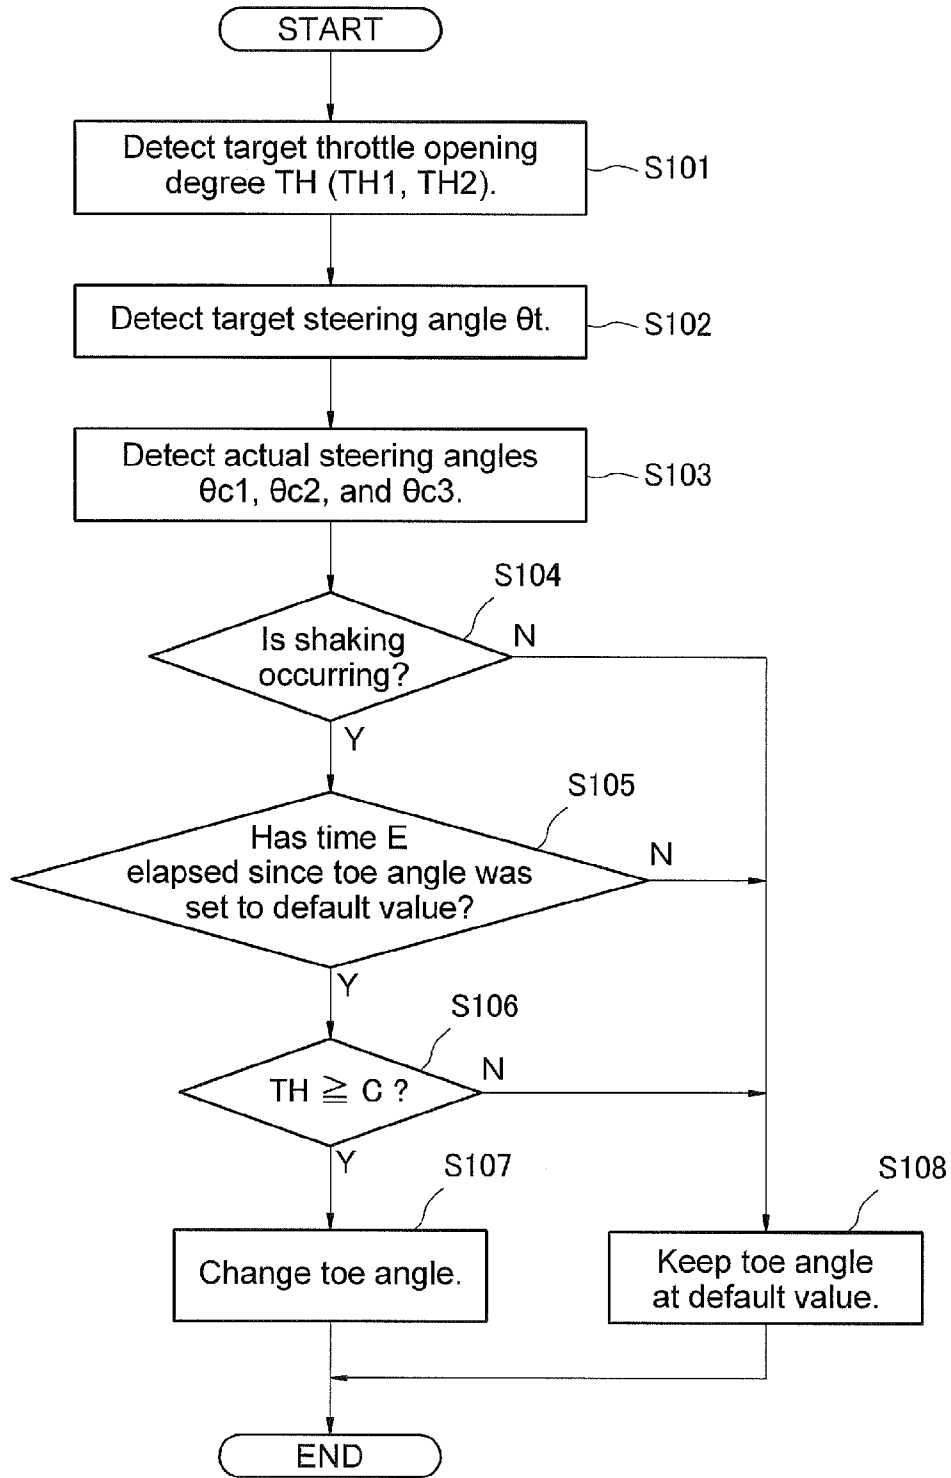 START
Detect target throttle opening
degree TH (TH1, TH2).
S101
Detect target steering angle θt.
S102
Detect actual steering angles
θc1, θc2, and θc3.
S103
S104
Is shaking
occurring?
N
Y
S105
Has time E
elapsed since toe angle was
set to default value?
N
Y
S106
TH ≧ C ?
N
Y
S107
Change toe angle.
S108
Keep toe angle
at default value.
END